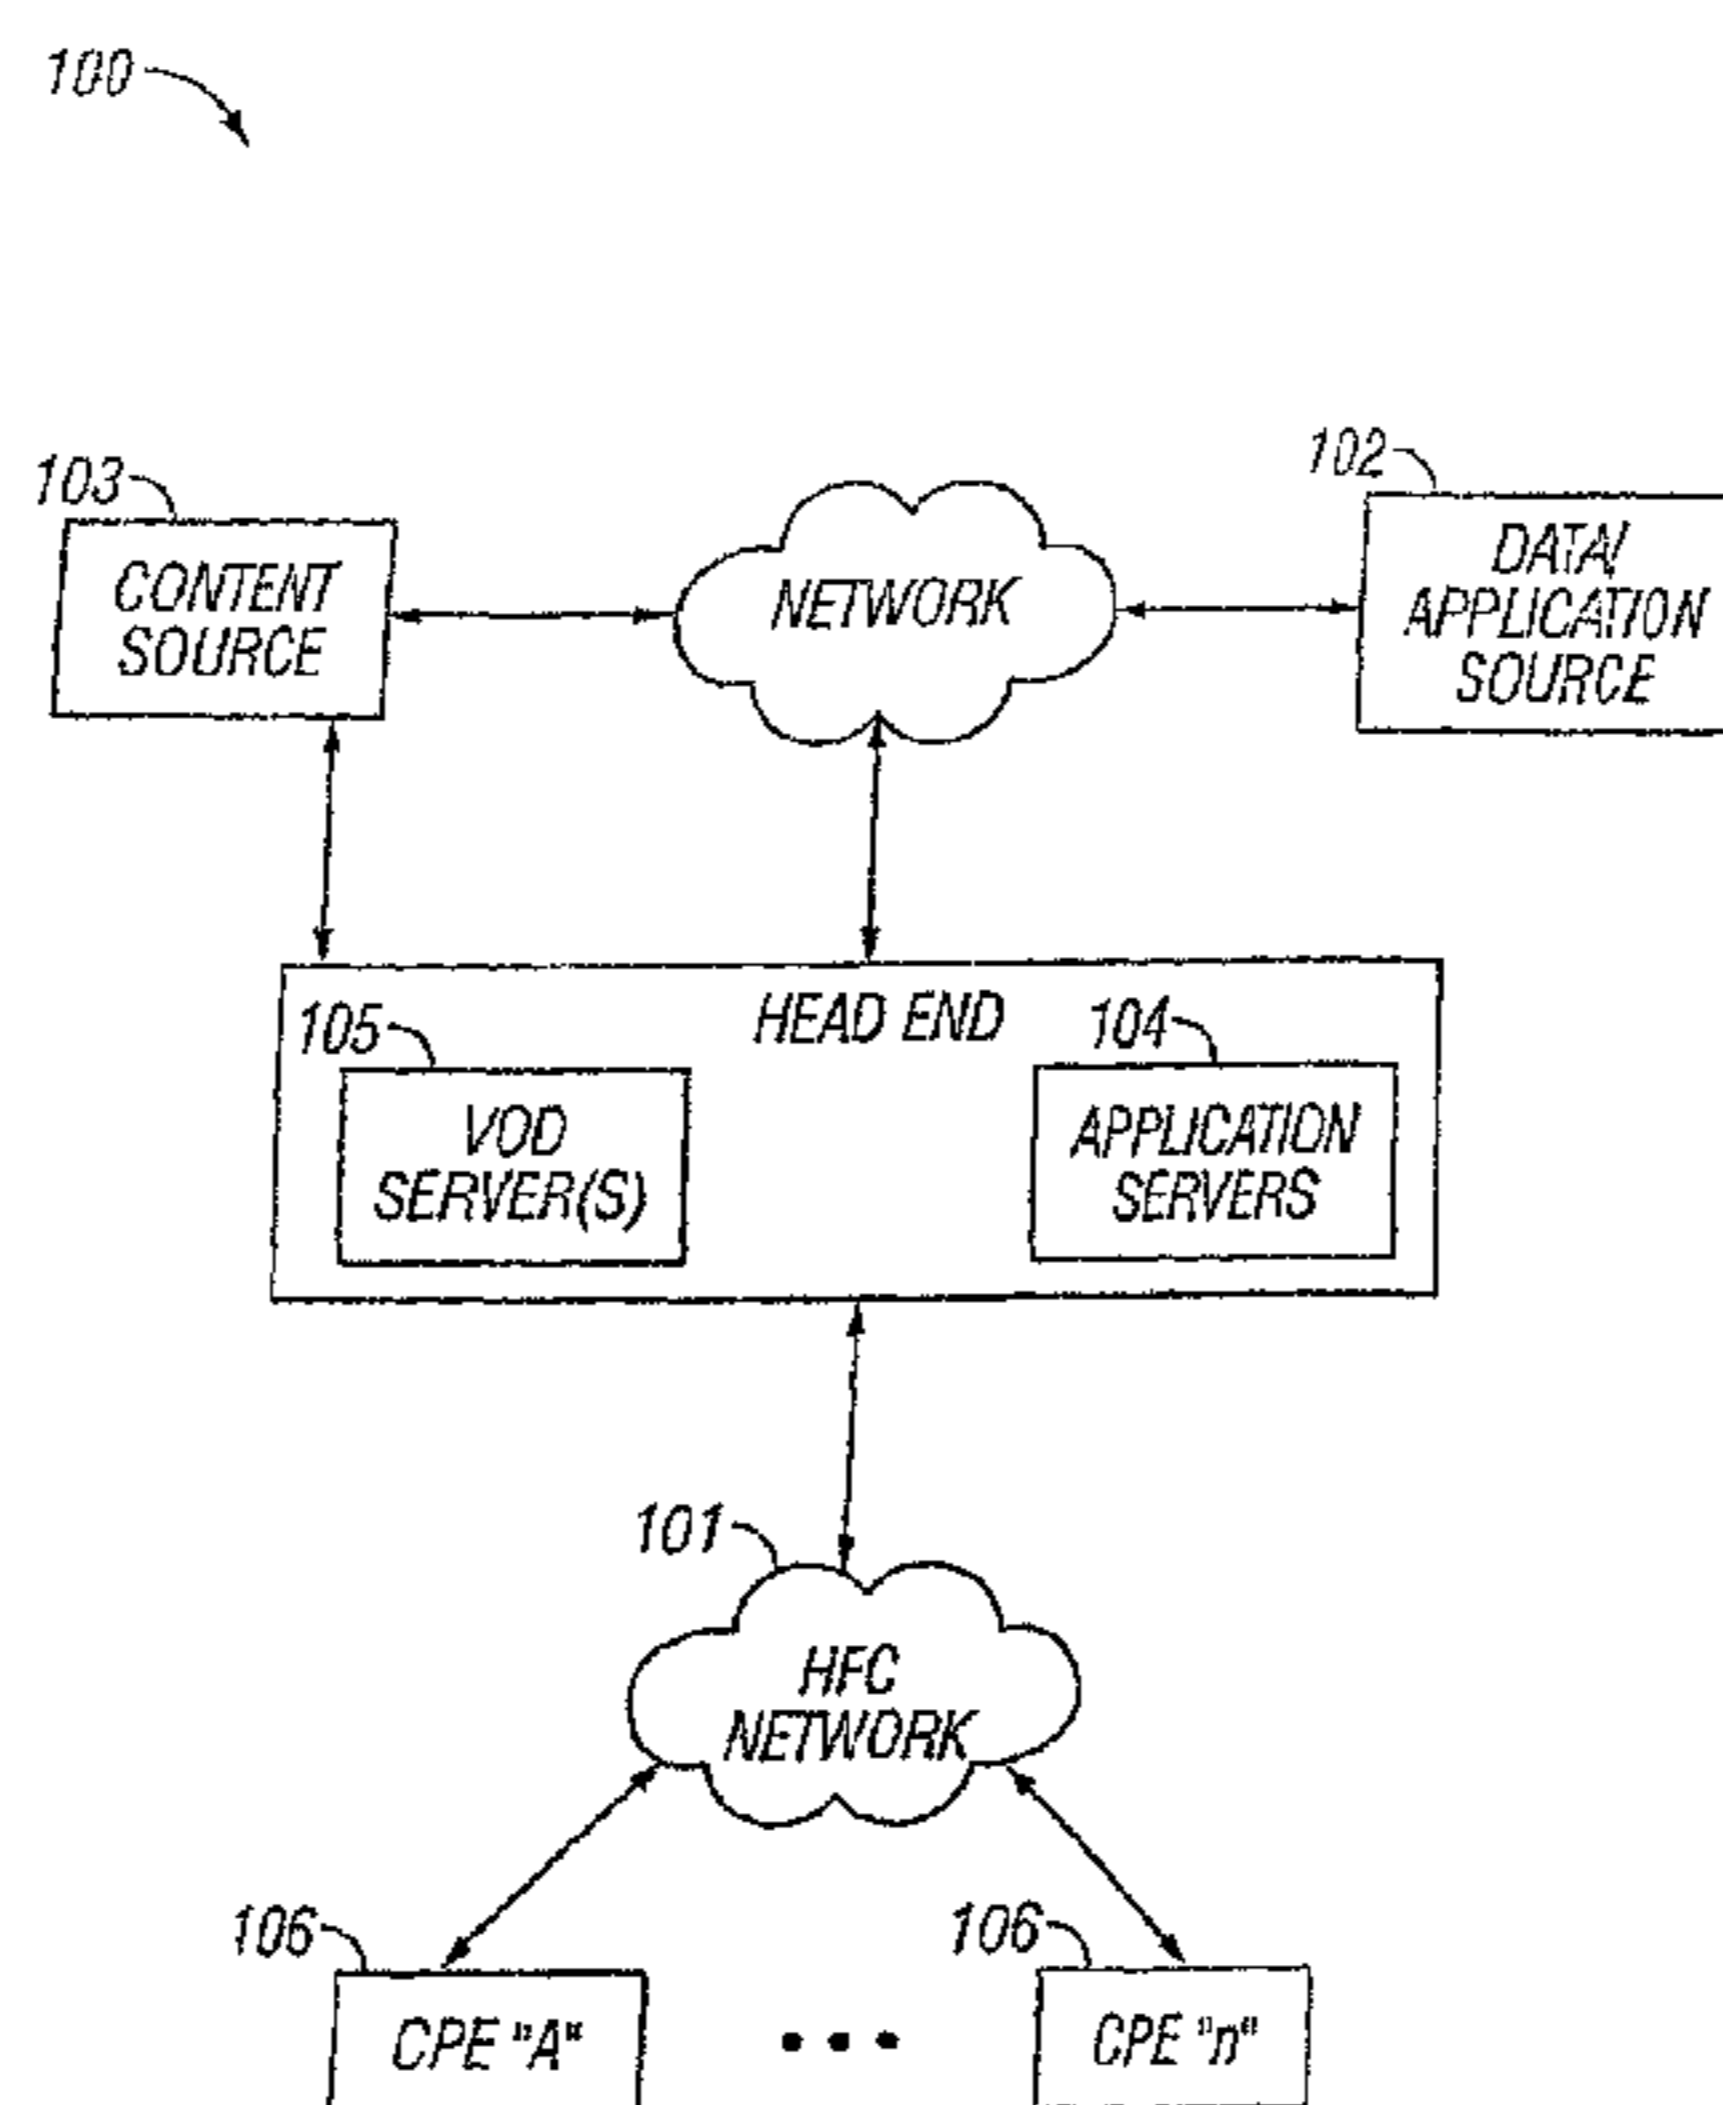 100
103
CONTENT
SOURCE
NETWORK
102
DATA/
APPLICATION
SOURCE
HEAD END
105
VOD
SERVER(S)
104
APPLICATION
SERVERS
101
HFC
NETWORK
106
CPE "A"
• • •
106
CPE "n"